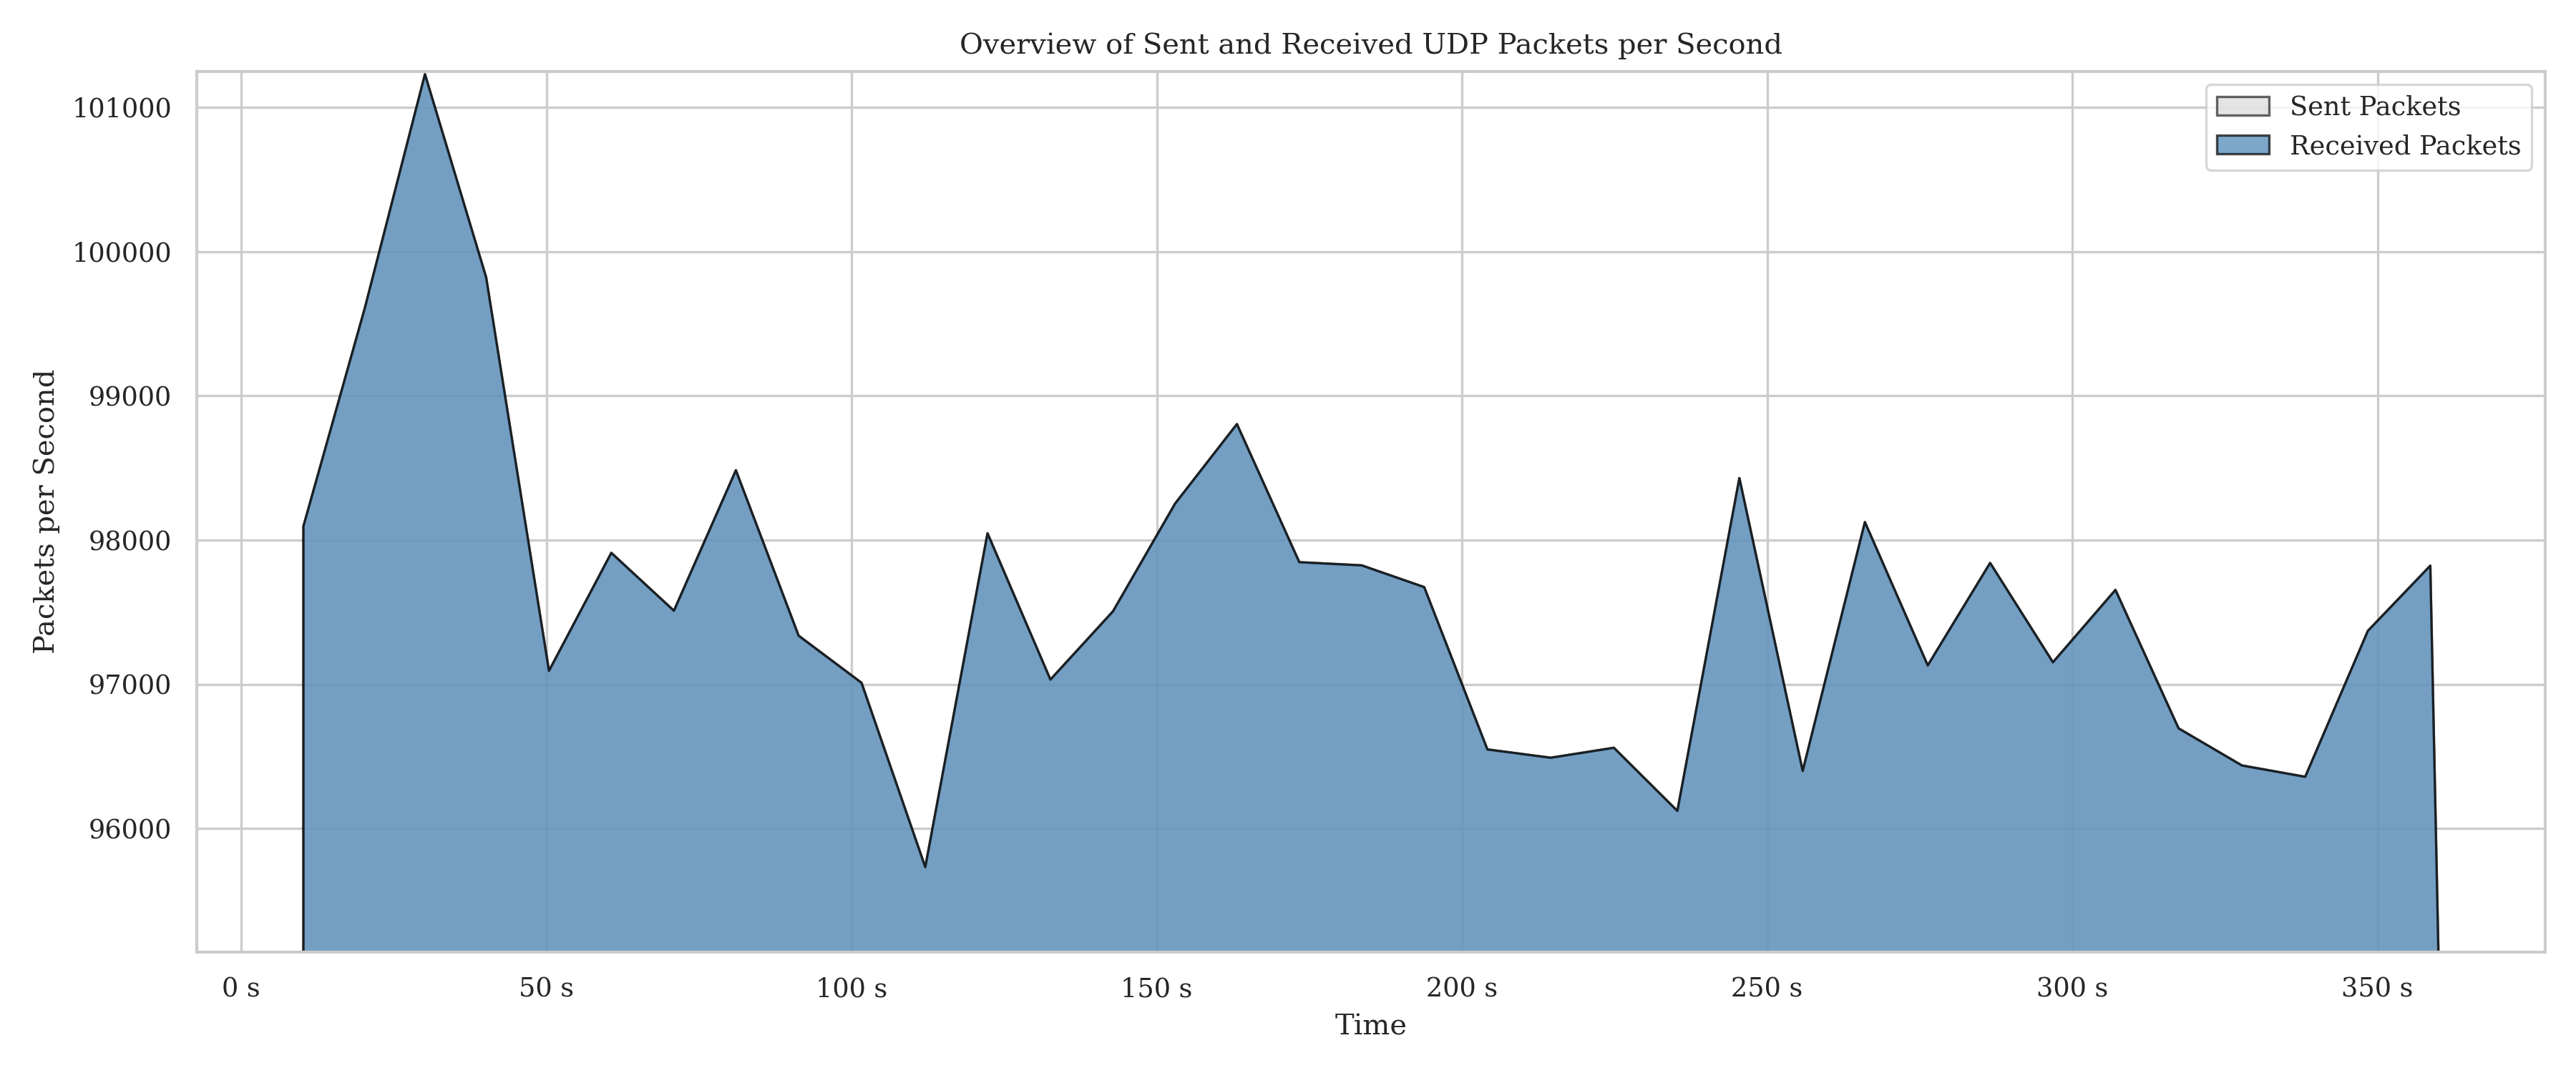 Overview of Sent and Received UDP Packets per Second
Sent Packets
Received Packets
101000
100000
99000
98000
97000
96000
Packets per Second
0 s 50 s 100 s 150 s 200 s 250 s 300 s 350 s
Time